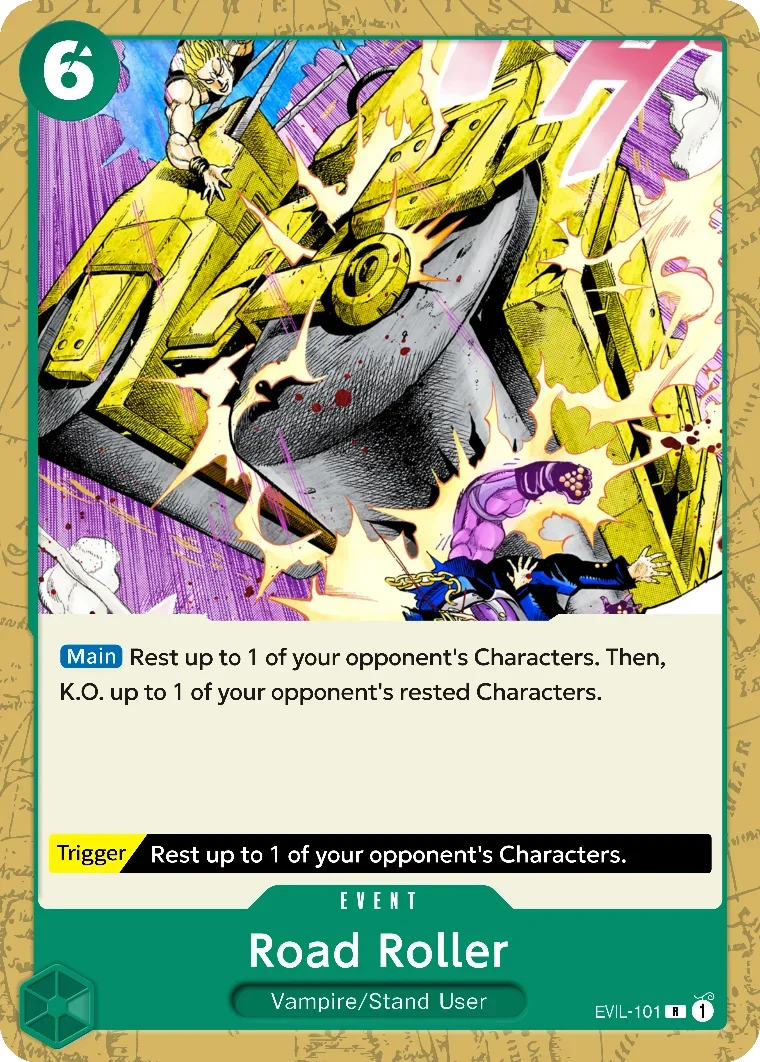 6
Main Rest up to 1 of your opponent's Characters. Then,
K.O. up to 1 of your opponent's rested Characters.
Trigger Rest up to 1 of your opponent's Characters.
EVENT
Road Roller
Vampire/Stand User
EVIL-101 R 1